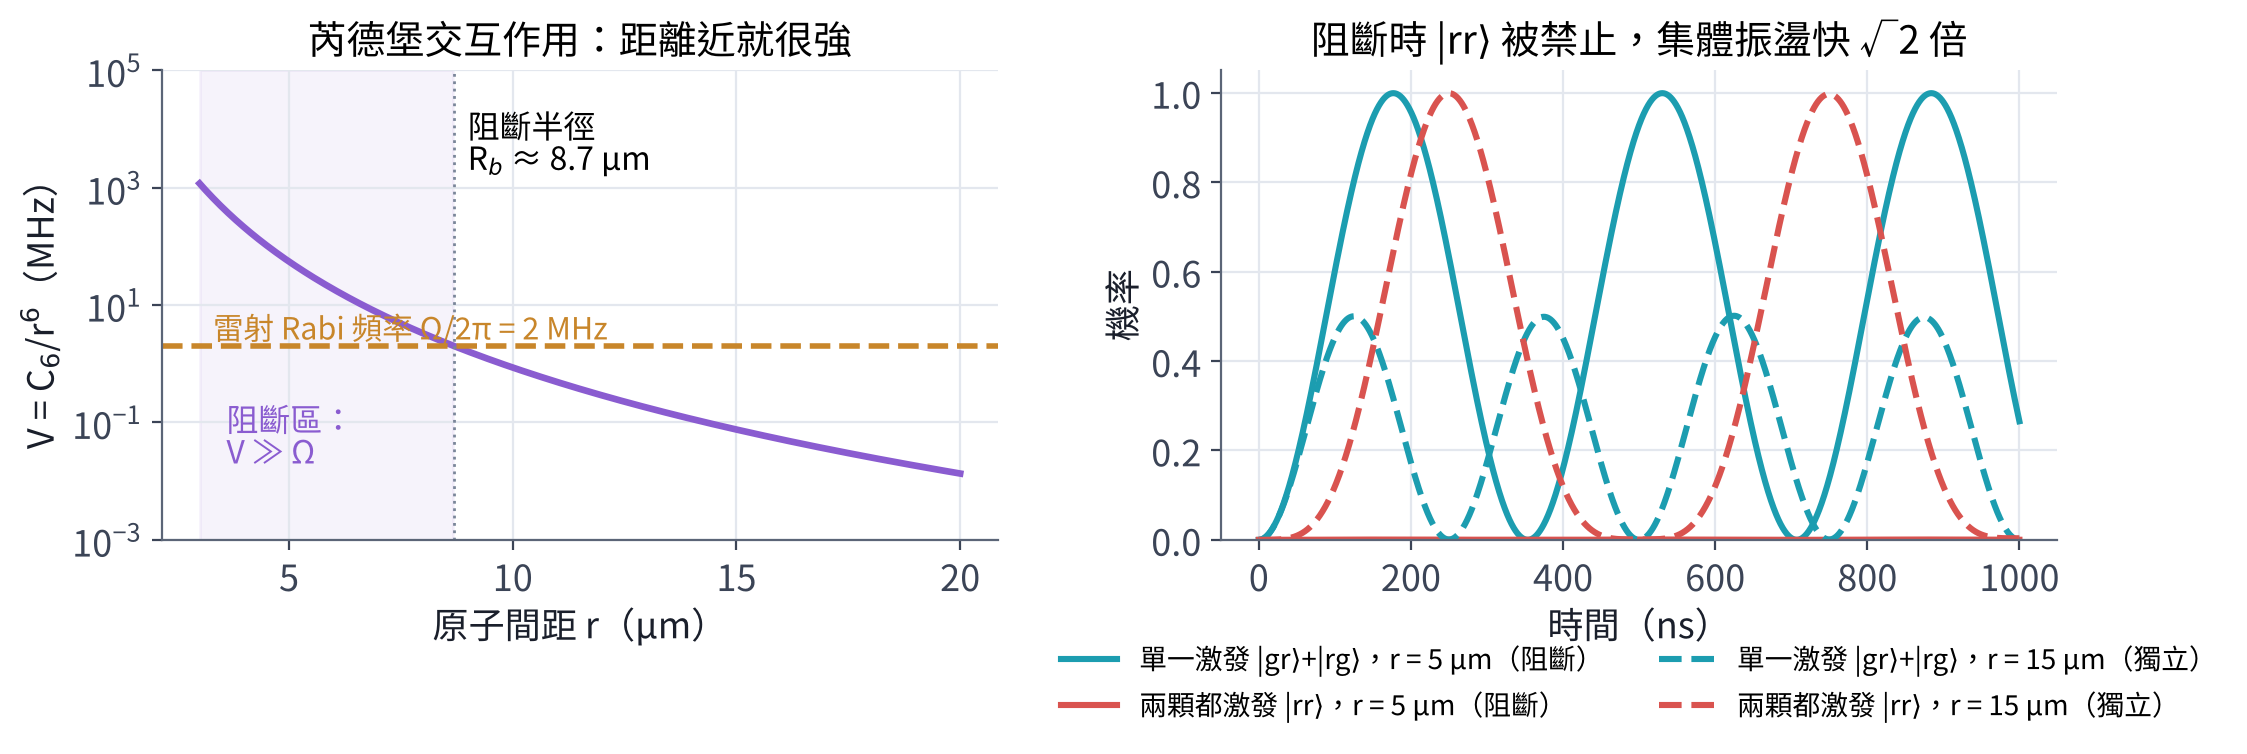 芮德堡交互作用：距離近就很強
10⁵
10³
10¹
10⁻¹
10⁻³
V = C₆/r⁶（MHz）
阻斷半徑
R_b ≈ 8.7 μm
雷射 Rabi 頻率 Ω/2π = 2 MHz
阻斷區：
V ≫ Ω
5 10 15 20
原子間距 r（μm）
阻斷時 |rr⟩ 被禁止，集體振盪快 √2 倍
1.0
0.8
0.6
0.4
0.2
0.0
機率
0 200 400 600 800 1000
時間（ns）
單一激發 |gr⟩+|rg⟩，r = 5 μm（阻斷）
兩顆都激發 |rr⟩，r = 5 μm（阻斷）
單一激發 |gr⟩+|rg⟩，r = 15 μm（獨立）
兩顆都激發 |rr⟩，r = 15 μm（獨立）